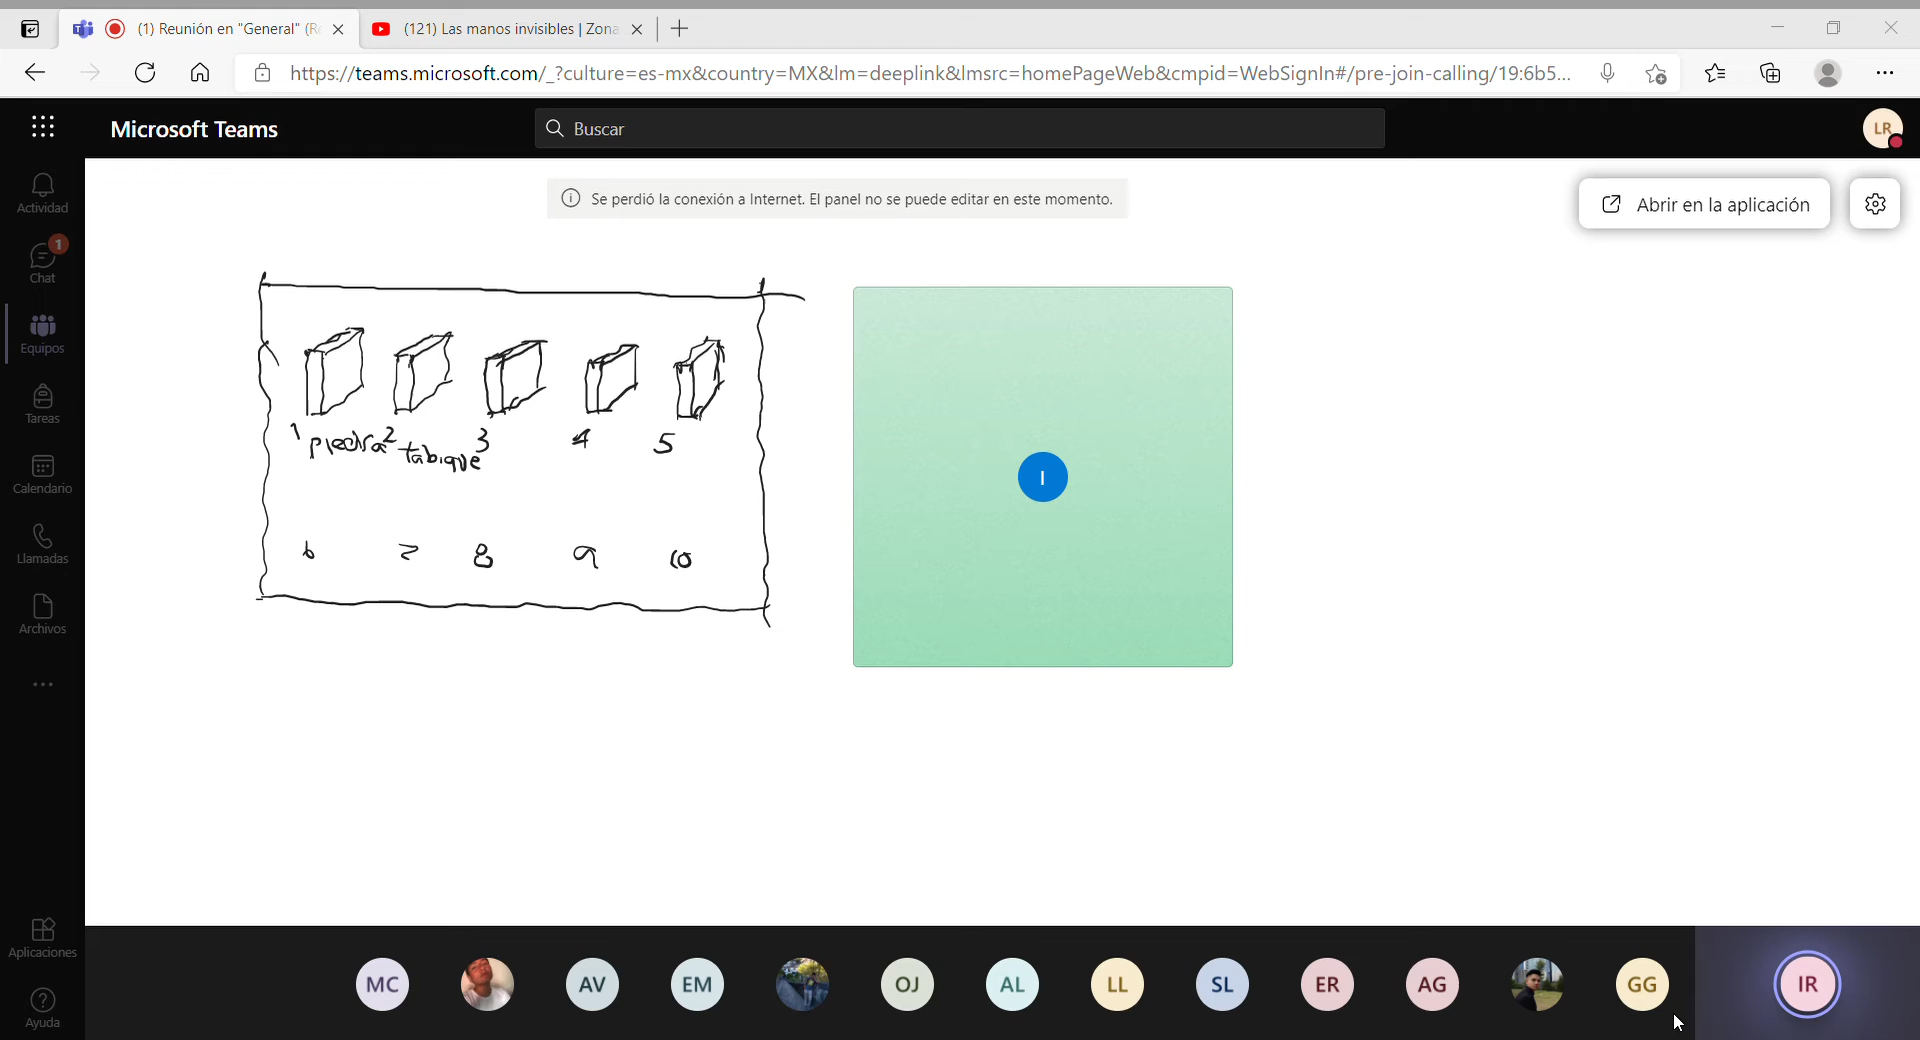 (1) Reunión en "General" (Re
(121) Las manos invisibles | Zona
https://teams.microsoft.com/_?culture=es-mx&country=MX&lm=deeplink&lmsrc=homePageWeb&cmpid=WebSignIn#/pre-join-calling/19:6b5...
Microsoft Teams
Buscar
LR
Actividad
1
Chat
Equipos
Tareas
Calendario
Llamadas
Archivos
Aplicaciones
Ayuda
Se perdió la conexión a Internet. El panel no se puede editar en este momento.
Abrir en la aplicación
1 piedra 2 tabique 3 4 5
6 7 8 9 10
I
MC AV EM OJ AL LL SL ER AG GG IR